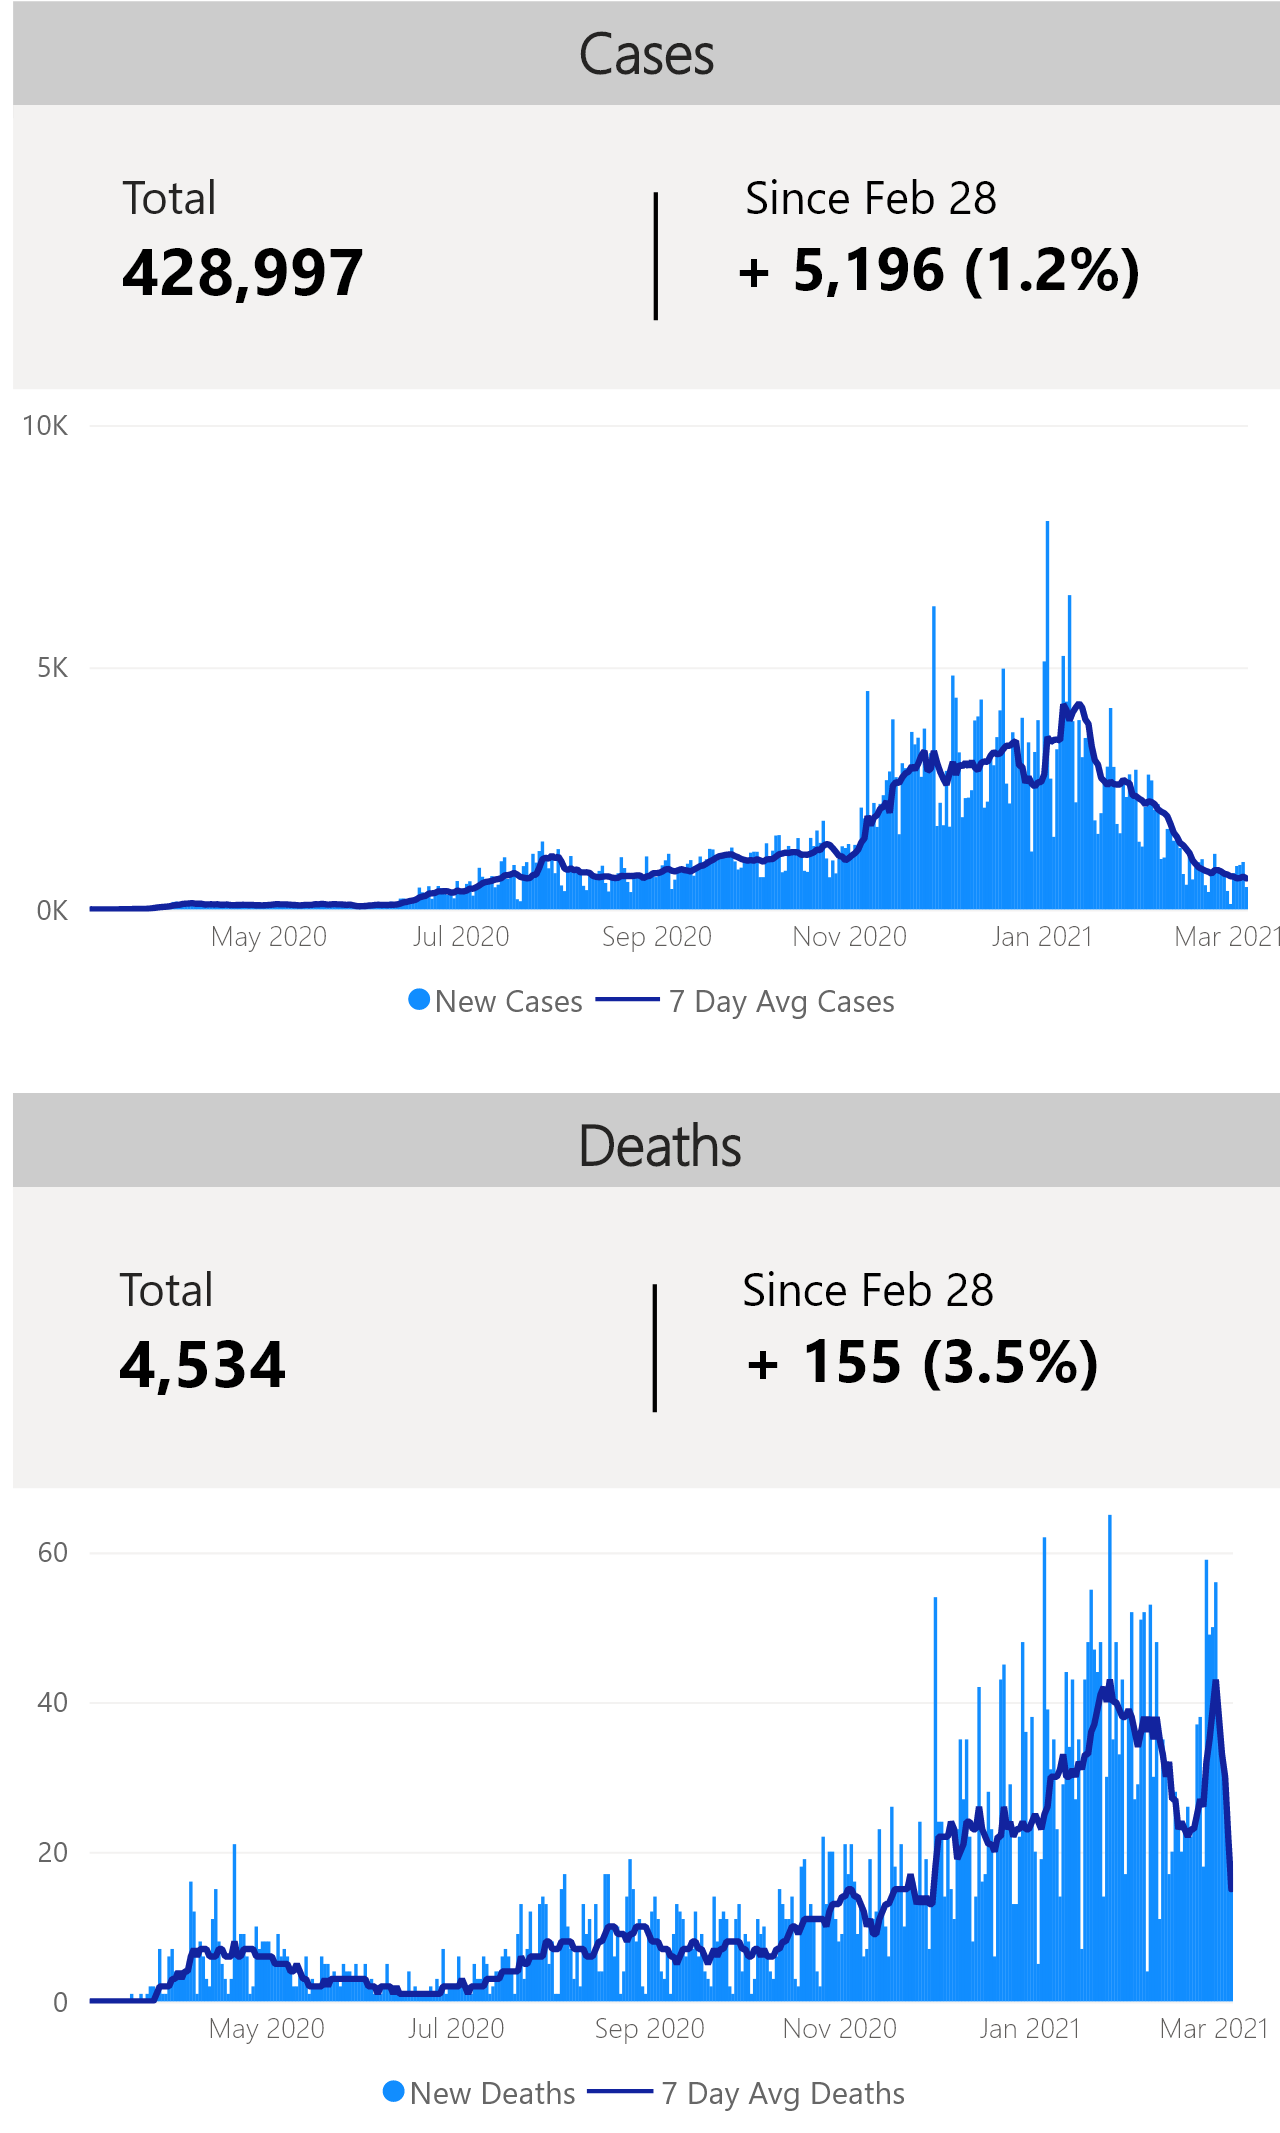 Cases
Total
Since Feb 28
428,997
+ 5,196 (1.2%)
10K
5K
0K
May 2020 Jul 2020 Sep 2020 Nov 2020 Jan 2021 Mar 2021
New Cases 7 Day Avg Cases
Deaths
Total
Since Feb 28
4,534
+ 155 (3.5%)
60
40
20
0
May 2020 Jul 2020 Sep 2020 Nov 2020 Jan 2021 Mar 2021
New Deaths 7 Day Avg Deaths